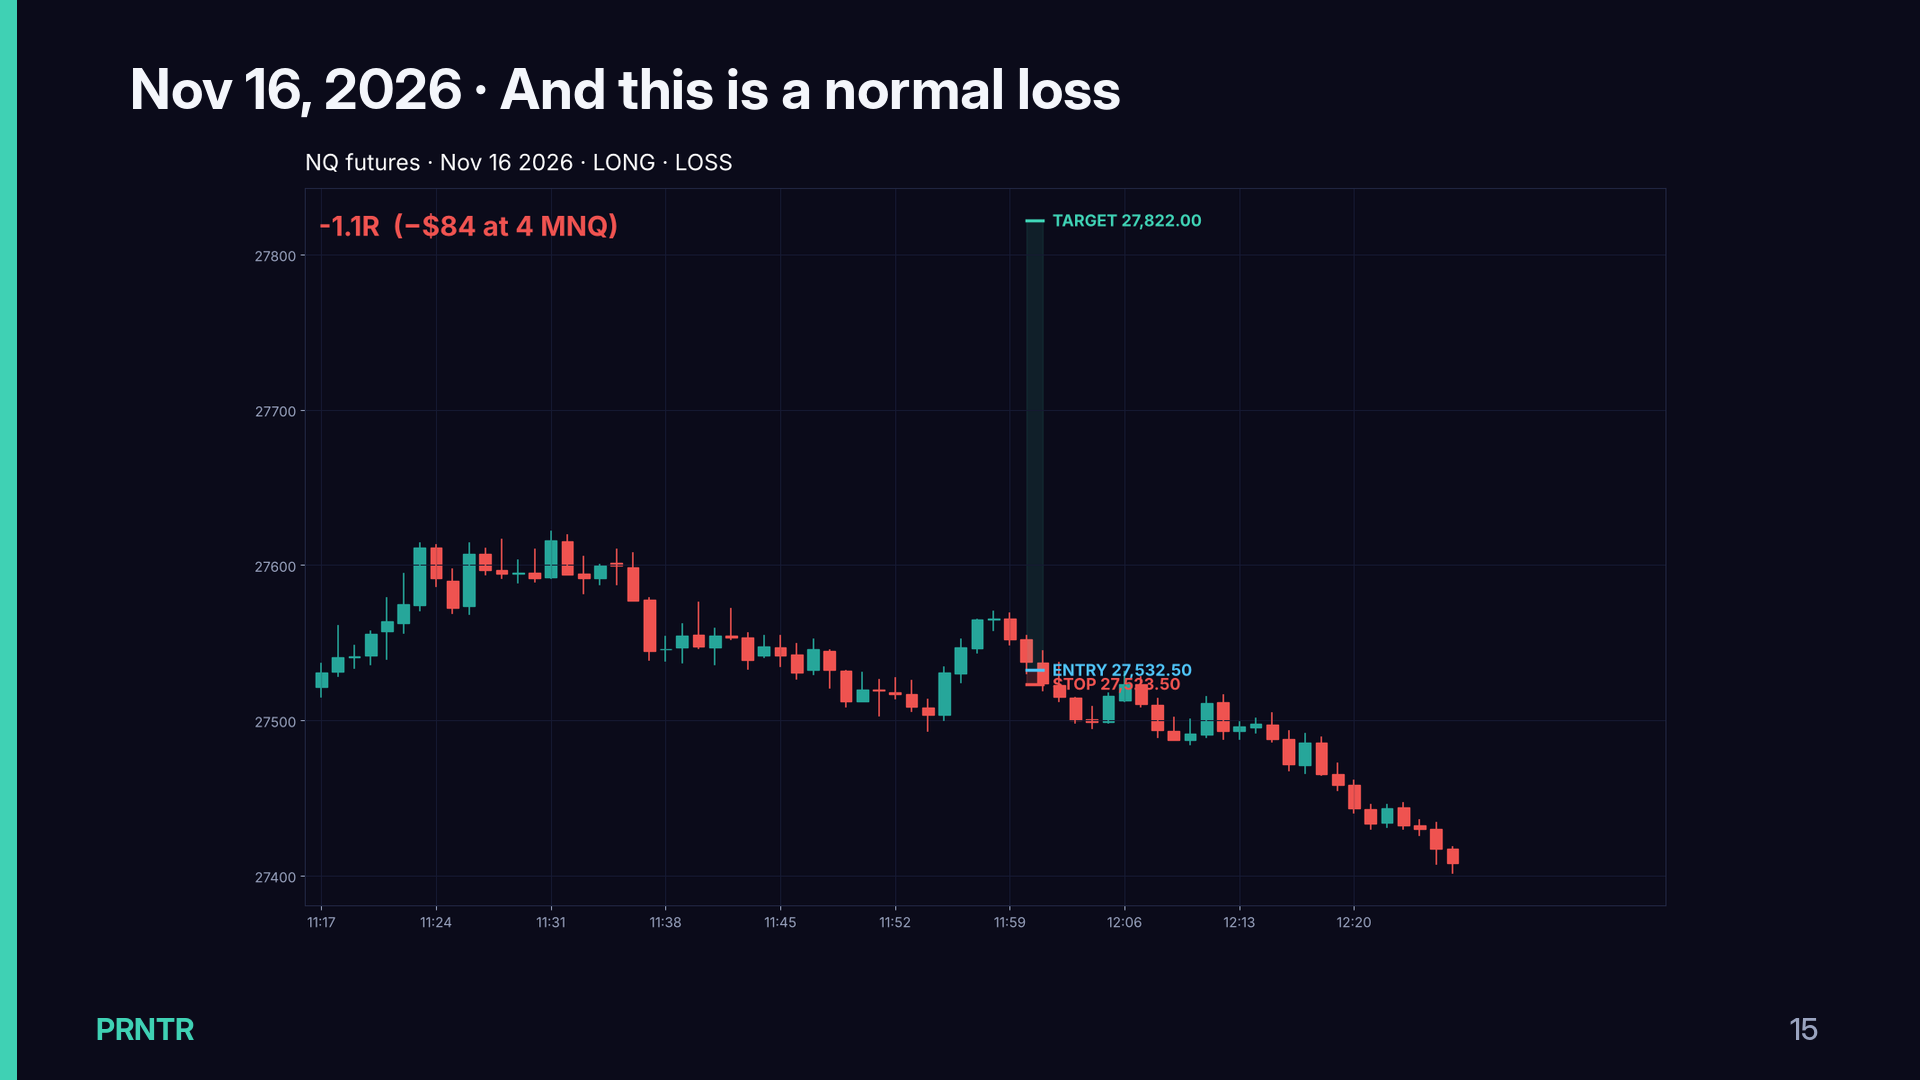 Nov 16, 2026 · And this is a normal loss
NQ futures · Nov 16 2026 · LONG · LOSS
-1.1R (−$84 at 4 MNQ)
TARGET 27,822.00
27800
27700
27600
ENTRY 27,532.50
STOP 27,523.50
27500
27400
11:17 11:24 11:31 11:38 11:45 11:52 11:59 12:06 12:13 12:20
PRNTR
15